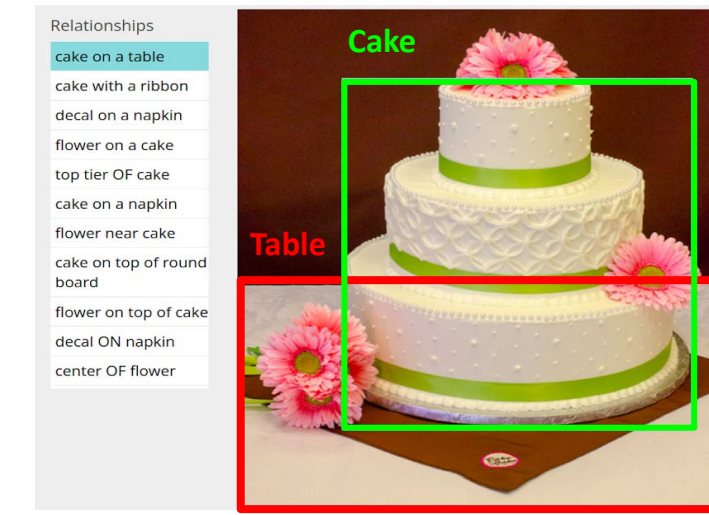 Relationships
cake on a table
cake with a ribbon
decal on a napkin
flower on a cake
top tier OF cake
cake on a napkin
flower near cake
cake on top of round
board
flower on top of cake
decal ON napkin
center OF flower
Cake
Table